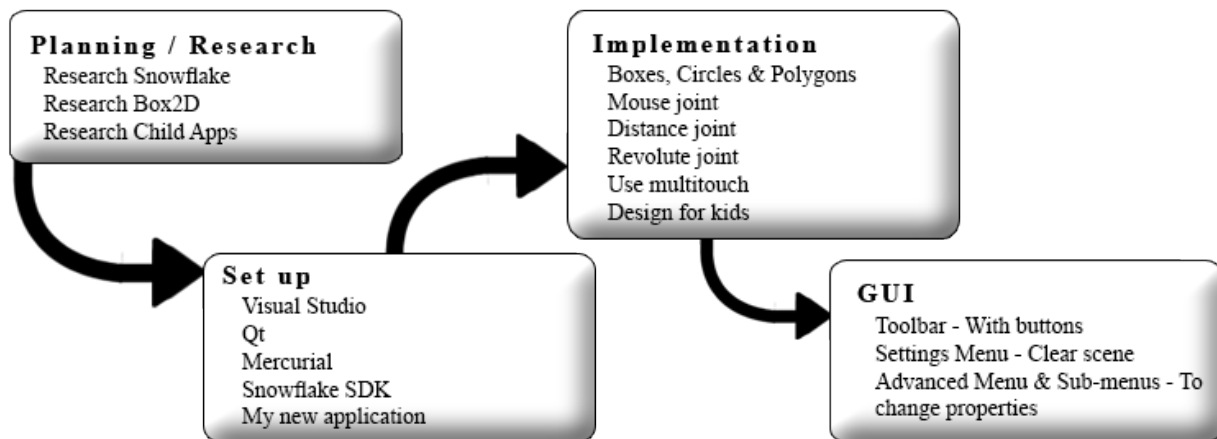 Planning / Research
Research Snowflake
Research Box2D
Research Child Apps
Set up
Visual Studio
Qt
Mercurial
Snowflake SDK
My new application
Implementation
Boxes, Circles & Polygons
Mouse joint
Distance joint
Revolute joint
Use multitouch
Design for kids
GUI
Toolbar - With buttons
Settings Menu - Clear scene
Advanced Menu & Sub-menus - To
change properties